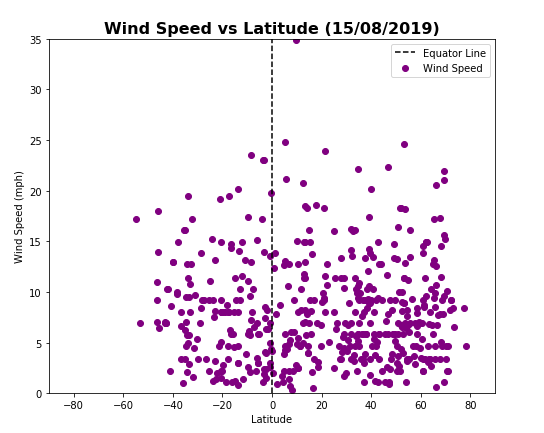 Wind Speed vs Latitude (15/08/2019)
35
30
25
20
15
10
5
0
Wind Speed (mph)
Equator Line
Wind Speed
−80 −60 −40 −20 0 20 40 60 80
Latitude